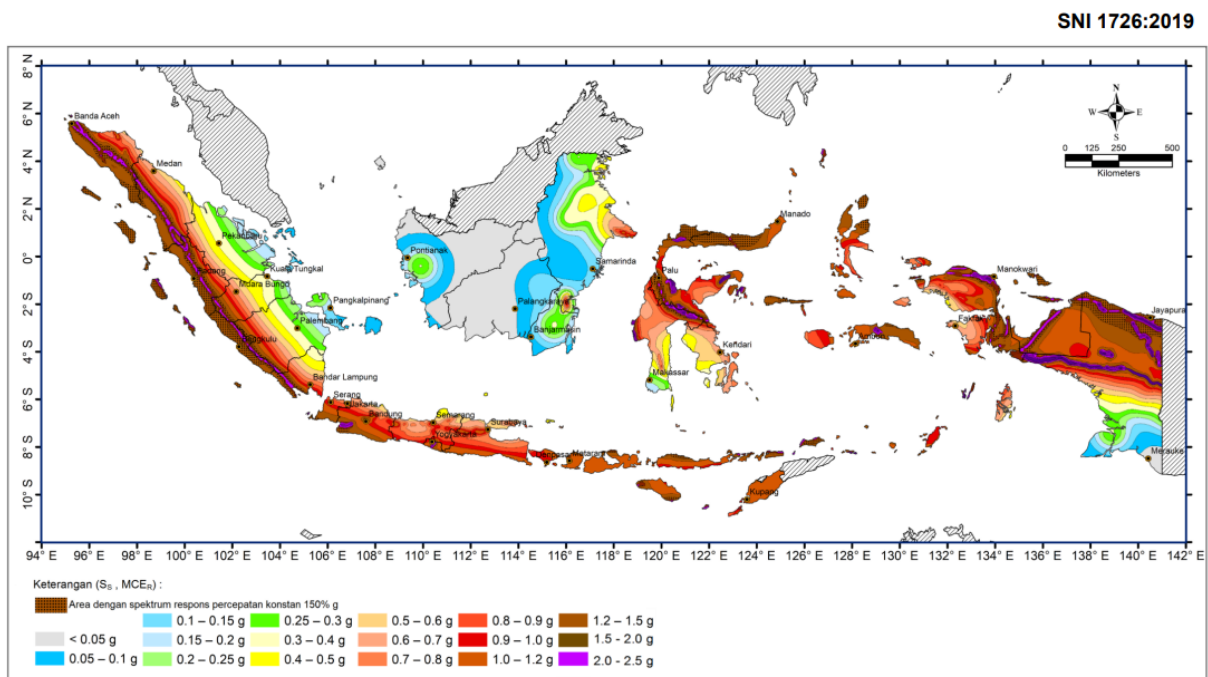 SNI 1726:2019
8° N
6° N
4° N
2° N
0°
2° S
4° S
6° S
8° S
10° S
Banda Aceh
Medan
Pekanbaru
Kuala Tungkal
Padang
Muara Bungo
Pangkalpinang
Palembang
Bengkulu
Bandar Lampung
Serang
Jakarta
Bandung
Semarang
Yogyakarta
Surabaya
Denpasar
Mataram
Kupang
Pontianak
Samarinda
Palangkaraya
Banjarmasin
Manado
Palu
Kendari
Makassar
Ambon
Fakfak
Manokwari
Jayapura
Merauke
N
W
E
S
0 125 250 500
Kilometers
94° E 96° E 98° E 100° E 102° E 104° E 106° E 108° E 110° E 112° E 114° E 116° E 118° E 120° E 122° E 124° E 126° E 128° E 130° E 132° E 134° E 136° E 138° E 140° E 142° E
Keterangan (SS , MCER) :
Area dengan spektrum respons percepatan konstan 150% g
0.1 – 0.15 g 0.25 – 0.3 g 0.5 – 0.6 g 0.8 – 0.9 g 1.2 – 1.5 g
< 0.05 g 0.15 – 0.2 g 0.3 – 0.4 g 0.6 – 0.7 g 0.9 – 1.0 g 1.5 - 2.0 g
0.05 – 0.1 g 0.2 – 0.25 g 0.4 – 0.5 g 0.7 – 0.8 g 1.0 – 1.2 g 2.0 - 2.5 g